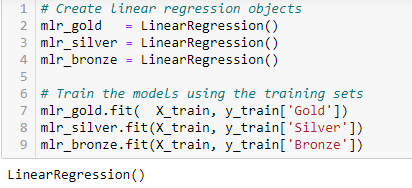 1 # Create linear regression objects
2 mlr_gold   = LinearRegression()
3 mlr_silver = LinearRegression()
4 mlr_bronze = LinearRegression()
5
6 # Train the models using the training sets
7 mlr_gold.fit(  X_train, y_train['Gold'])
8 mlr_silver.fit(X_train, y_train['Silver'])
9 mlr_bronze.fit(X_train, y_train['Bronze'])
LinearRegression()